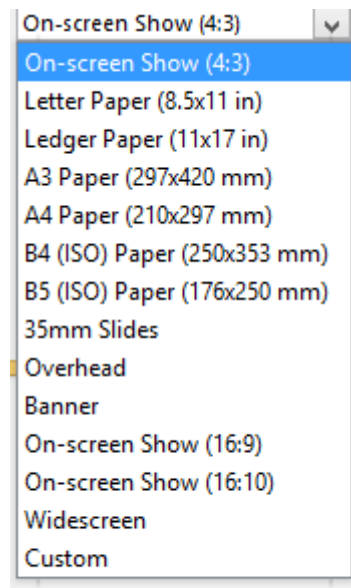 On-screen Show (4:3)
On-screen Show (4:3)
Letter Paper (8.5x11 in)
Ledger Paper (11x17 in)
A3 Paper (297x420 mm)
A4 Paper (210x297 mm)
B4 (ISO) Paper (250x353 mm)
B5 (ISO) Paper (176x250 mm)
35mm Slides
Overhead
Banner
On-screen Show (16:9)
On-screen Show (16:10)
Widescreen
Custom